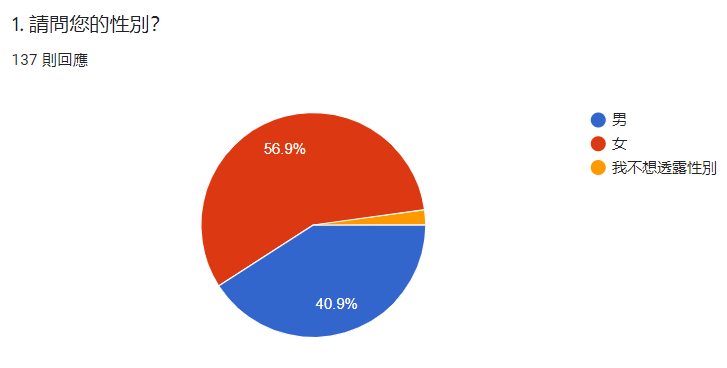 1. 請問您的性別?
137 則回應
男
女
我不想透露性別
56.9%
40.9%